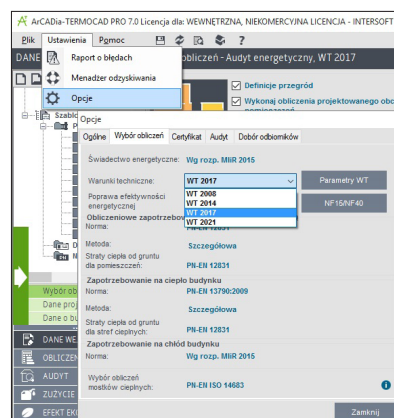 ArCADia-TERMOCAD PRO 7.0 Licencja dla: WEWNĘTRZNA, NIEKOMERCYJNA LICENCJA - INTERSOFT
Plik Ustawienia Pomoc
DANE
obliczeń - Audyt energetyczny, WT 2017
Raport o błędach
Menadżer odzyskiwania
Opcje
Definicje przegród
Wykonaj obliczenia projektowanego obc
Szablo
Opcje
Ogólne Wybór obliczeń Certyfikat Audyt Dobór odbiorników
Świadectwo energetyczne: Wg rozp. MIiR 2015
Warunki techniczne: WT 2017 Parametry WT
WT 2008
WT 2014
WT 2017
WT 2021
Poprawa efektywności
energetycznej
NF15/NF40
Obliczeniowe zapotrzebow
Norma: PN-EN 12831
Metoda: Szczegółowa
Straty ciepła od gruntu
dla pomieszczeń: PN-EN 12831
Zapotrzebowanie na ciepło budynku
Norma: PN-EN 13790:2009
Metoda: Szczegółowa
Straty ciepła od gruntu
dla stref cieplnych: PN-EN 12831
Zapotrzebowanie na chłód budynku
Norma: Wg rozp. MIiR 2015
Wybór obliczeń
mostków cieplnych: PN-EN ISO 14683
Zamknij
Wybór ob
Dane proj
Dane o bu
DANE WE
OBLICZEN
AUDYT
ZUŻYCIE
EFEKT EKO